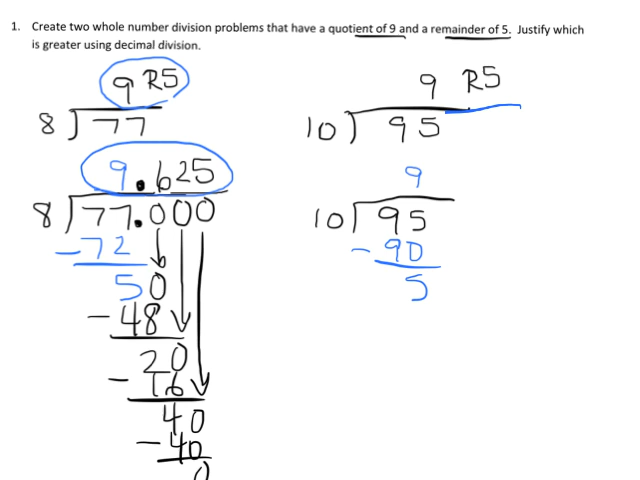 1. Create two whole number division problems that have a quotient of 9 and a remainder of 5. Justify which
is greater using decimal division.
9 R5
8 ) 77
9.625
8 ) 77.000
-72
50
-48
20
-16
40
-40
0
9 R5
10 ) 95
9
10 ) 95
-90
5